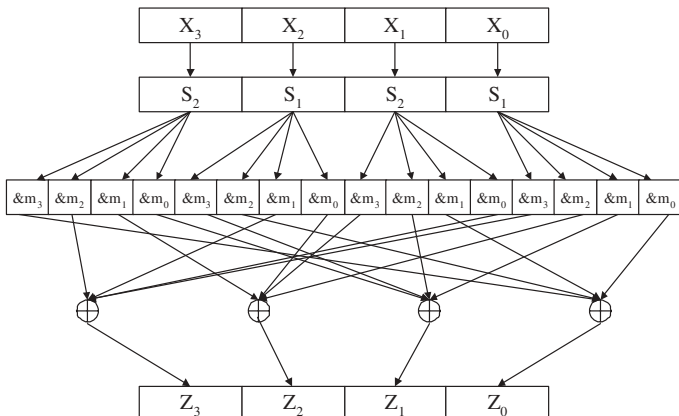 X₃ X₂ X₁ X₀
S₂ S₁ S₂ S₁
&m₃ &m₂ &m₁ &m₀ &m₃ &m₂ &m₁ &m₀ &m₃ &m₂ &m₁ &m₀ &m₃ &m₂ &m₁ &m₀
Z₃ Z₂ Z₁ Z₀